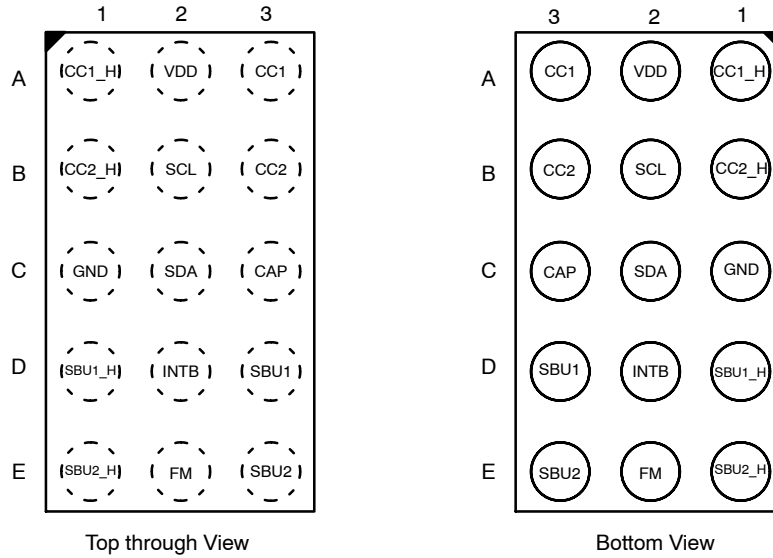 1 2 3
A CC1_H VDD CC1
B CC2_H SCL CC2
C GND SDA CAP
D SBU1_H INTB SBU1
E SBU2_H FM SBU2
Top through View
3 2 1
A CC1 VDD CC1_H
B CC2 SCL CC2_H
C CAP SDA GND
D SBU1 INTB SBU1_H
E SBU2 FM SBU2_H
Bottom View